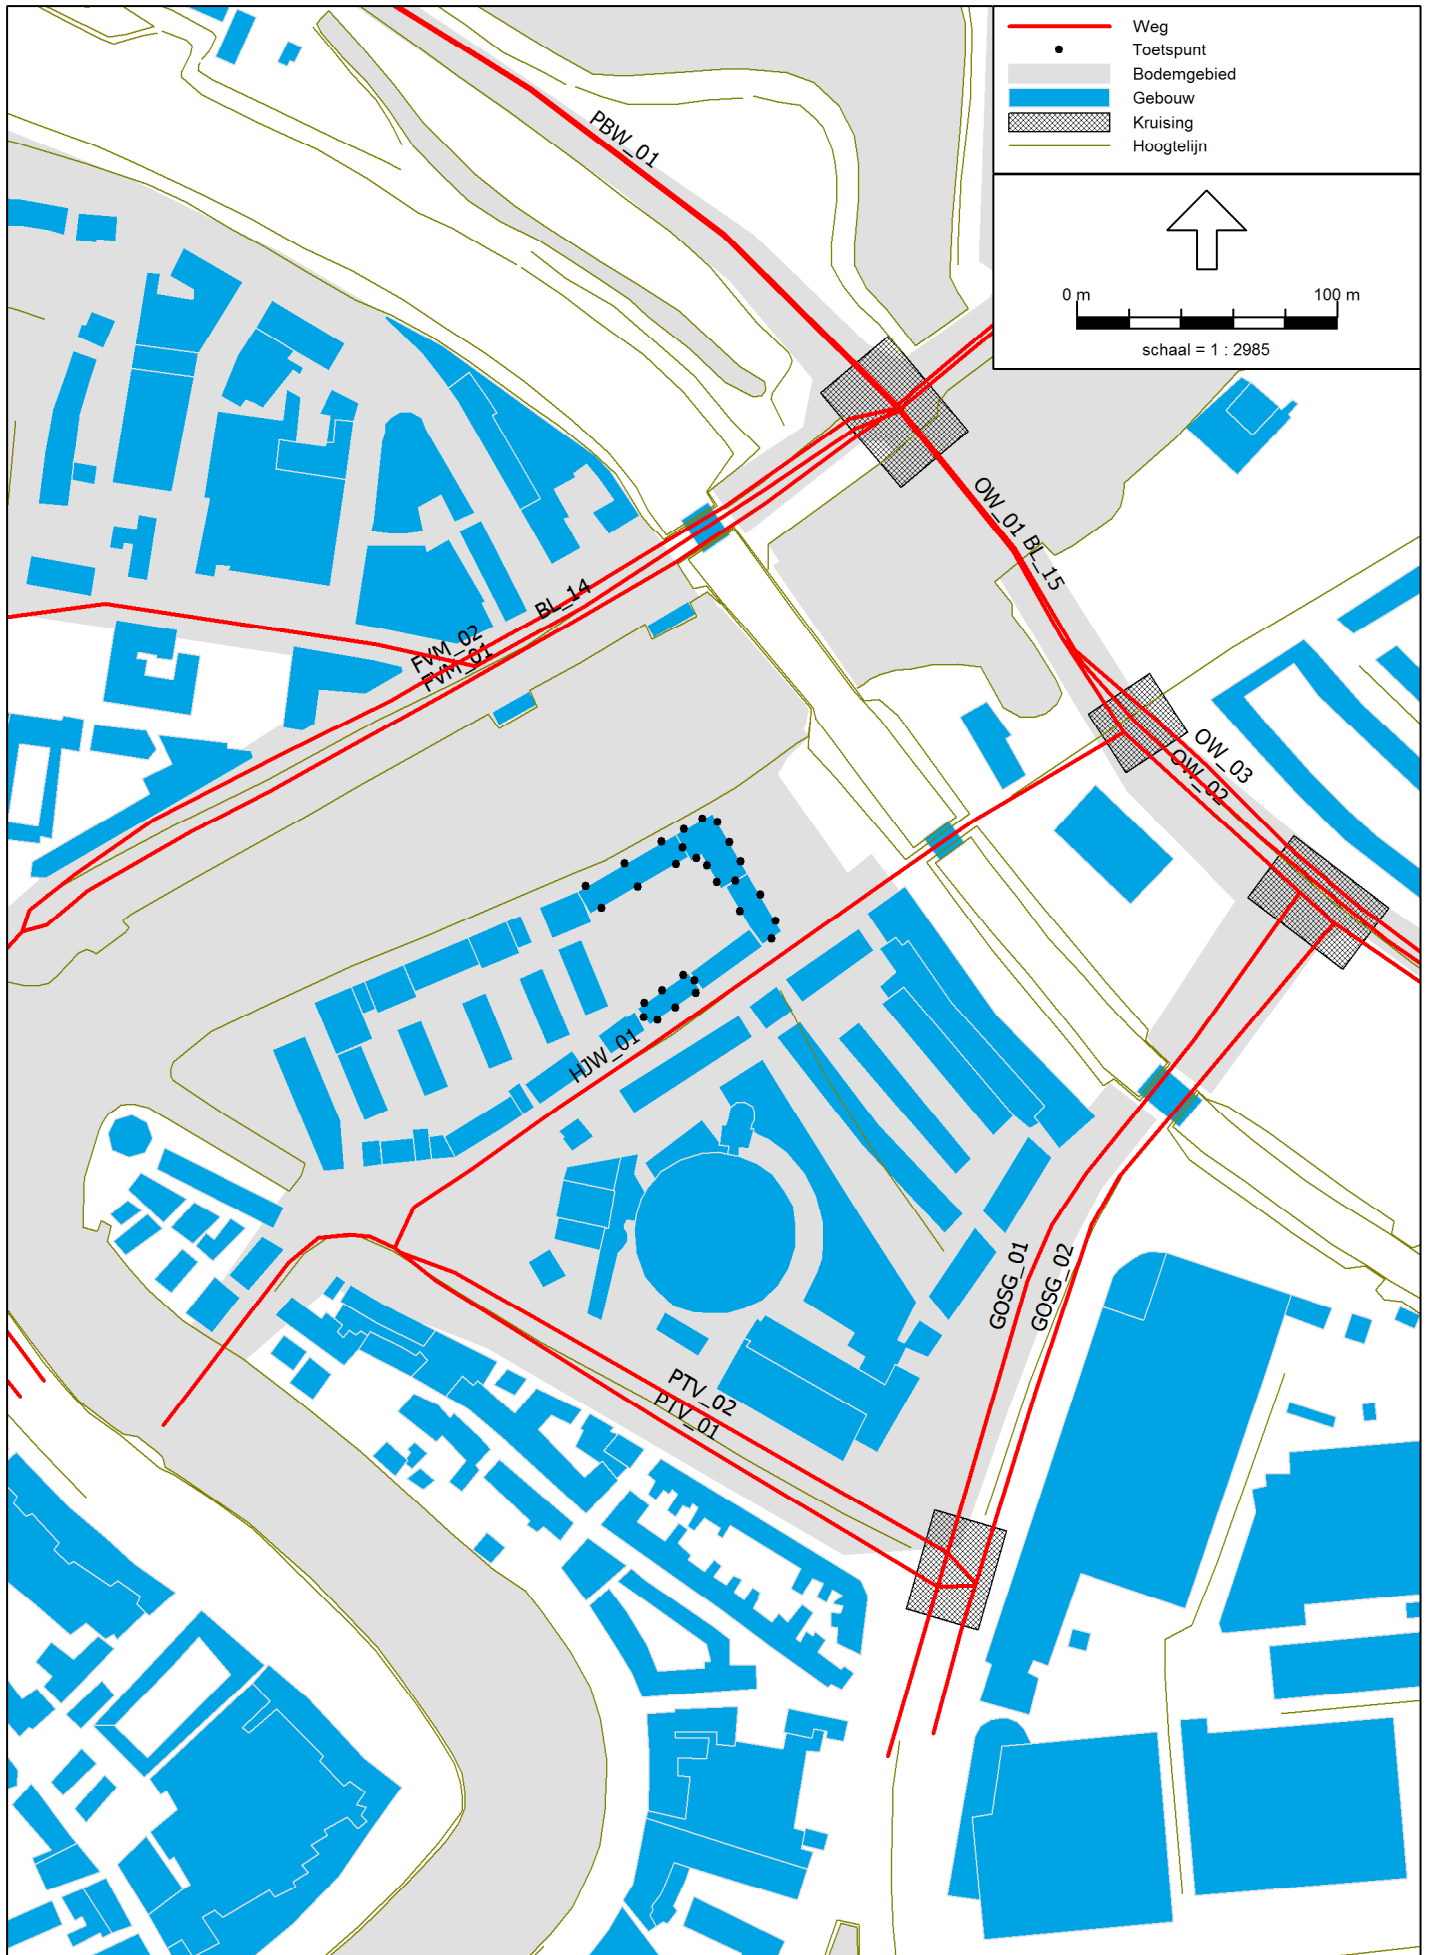 Weg
Toetspunt
Bodemgebied
Gebouw
Kruising
Hoogtelijn
0 m
100 m
schaal = 1 : 2985
PBW_01
OW_01
BL_15
BL_14
FVM_02
FVM_01
OW_03
OW_02
HJW_01
GOSG_01
GOSG_02
PTV_02
PTV_01